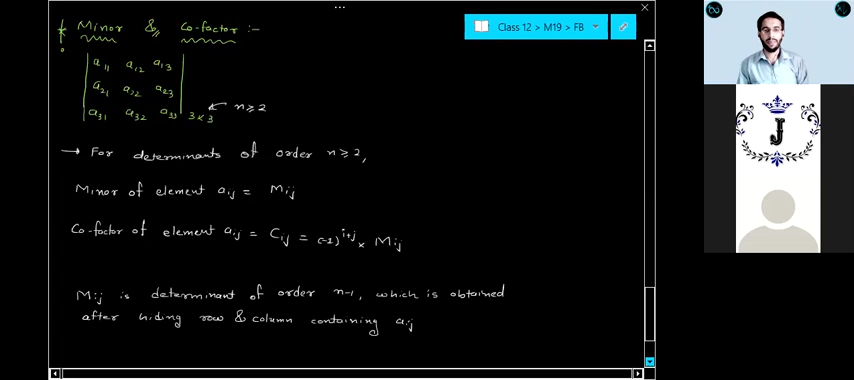 Class 12 > M19 > FB
* Minor & Co-factor :-
a11 a12 a13
a21 a22 a23
a31 a32 a33 3×3 ← n≥2
→ For determinants of order n≥2,
Minor of element aij = Mij
Co-factor of element aij = Cij = (-1)^i+j × Mij
Mij is determinant of order n-1, which is obtained
after hiding row & column containing aij
J